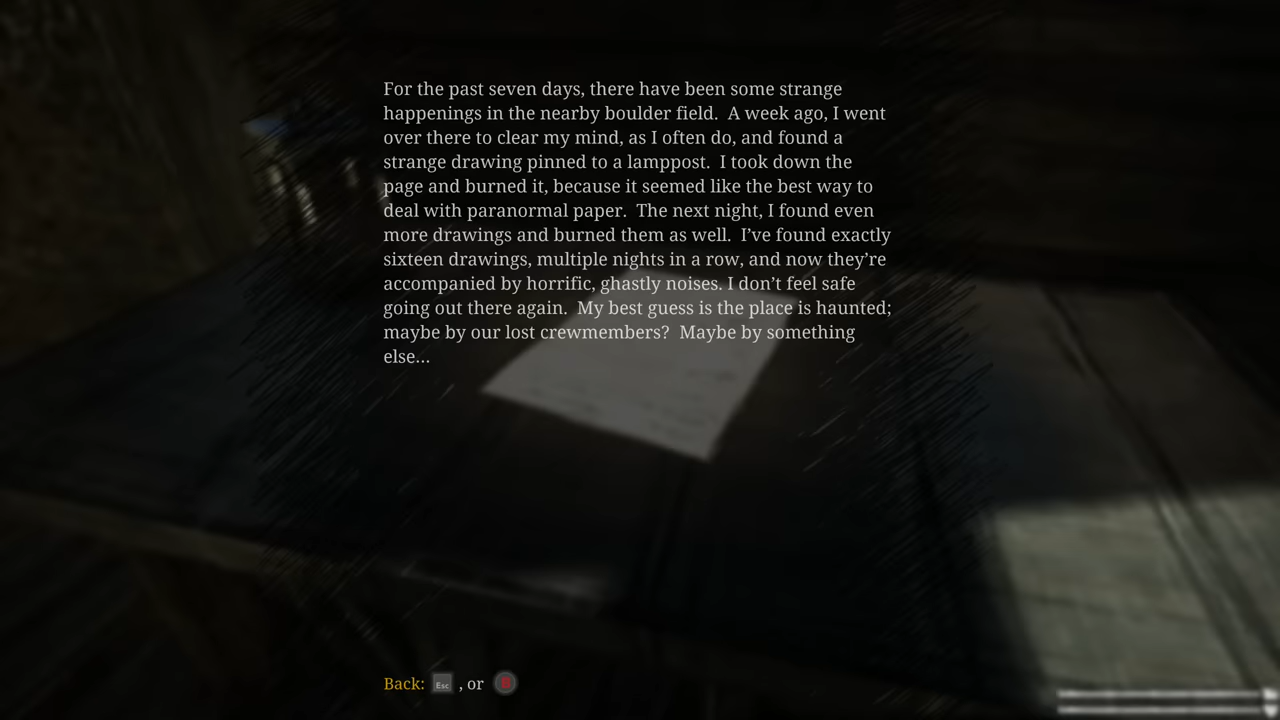 For the past seven days, there have been some strange
happenings in the nearby boulder field.  A week ago, I went
over there to clear my mind, as I often do, and found a
strange drawing pinned to a lamppost.  I took down the
page and burned it, because it seemed like the best way to
deal with paranormal paper.  The next night, I found even
more drawings and burned them as well.  I’ve found exactly
sixteen drawings, multiple nights in a row, and now they’re
accompanied by horrific, ghastly noises. I don’t feel safe
going out there again.  My best guess is the place is haunted;
maybe by our lost crewmembers?  Maybe by something
else…
Back: Esc , or B